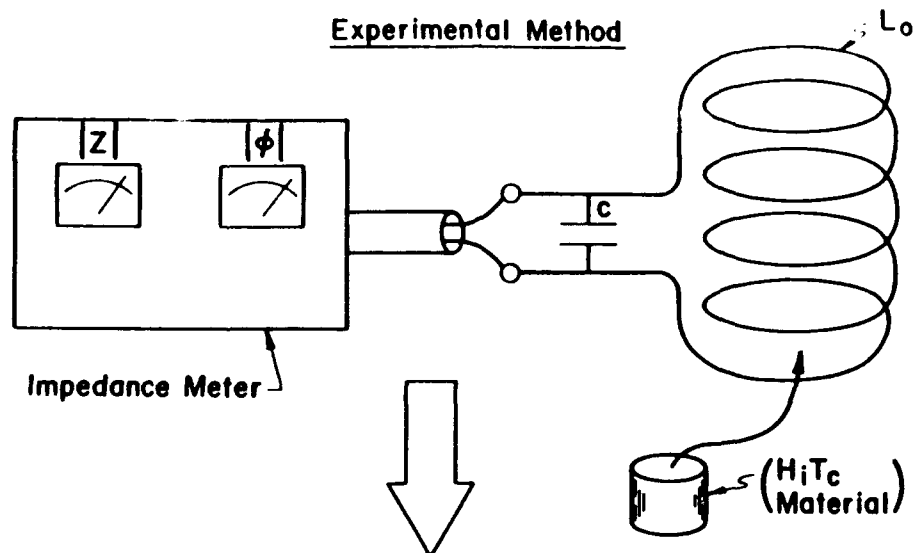 Experimental Method
L₀
Z
ϕ
C
Impedance Meter
(HiTc
Material)